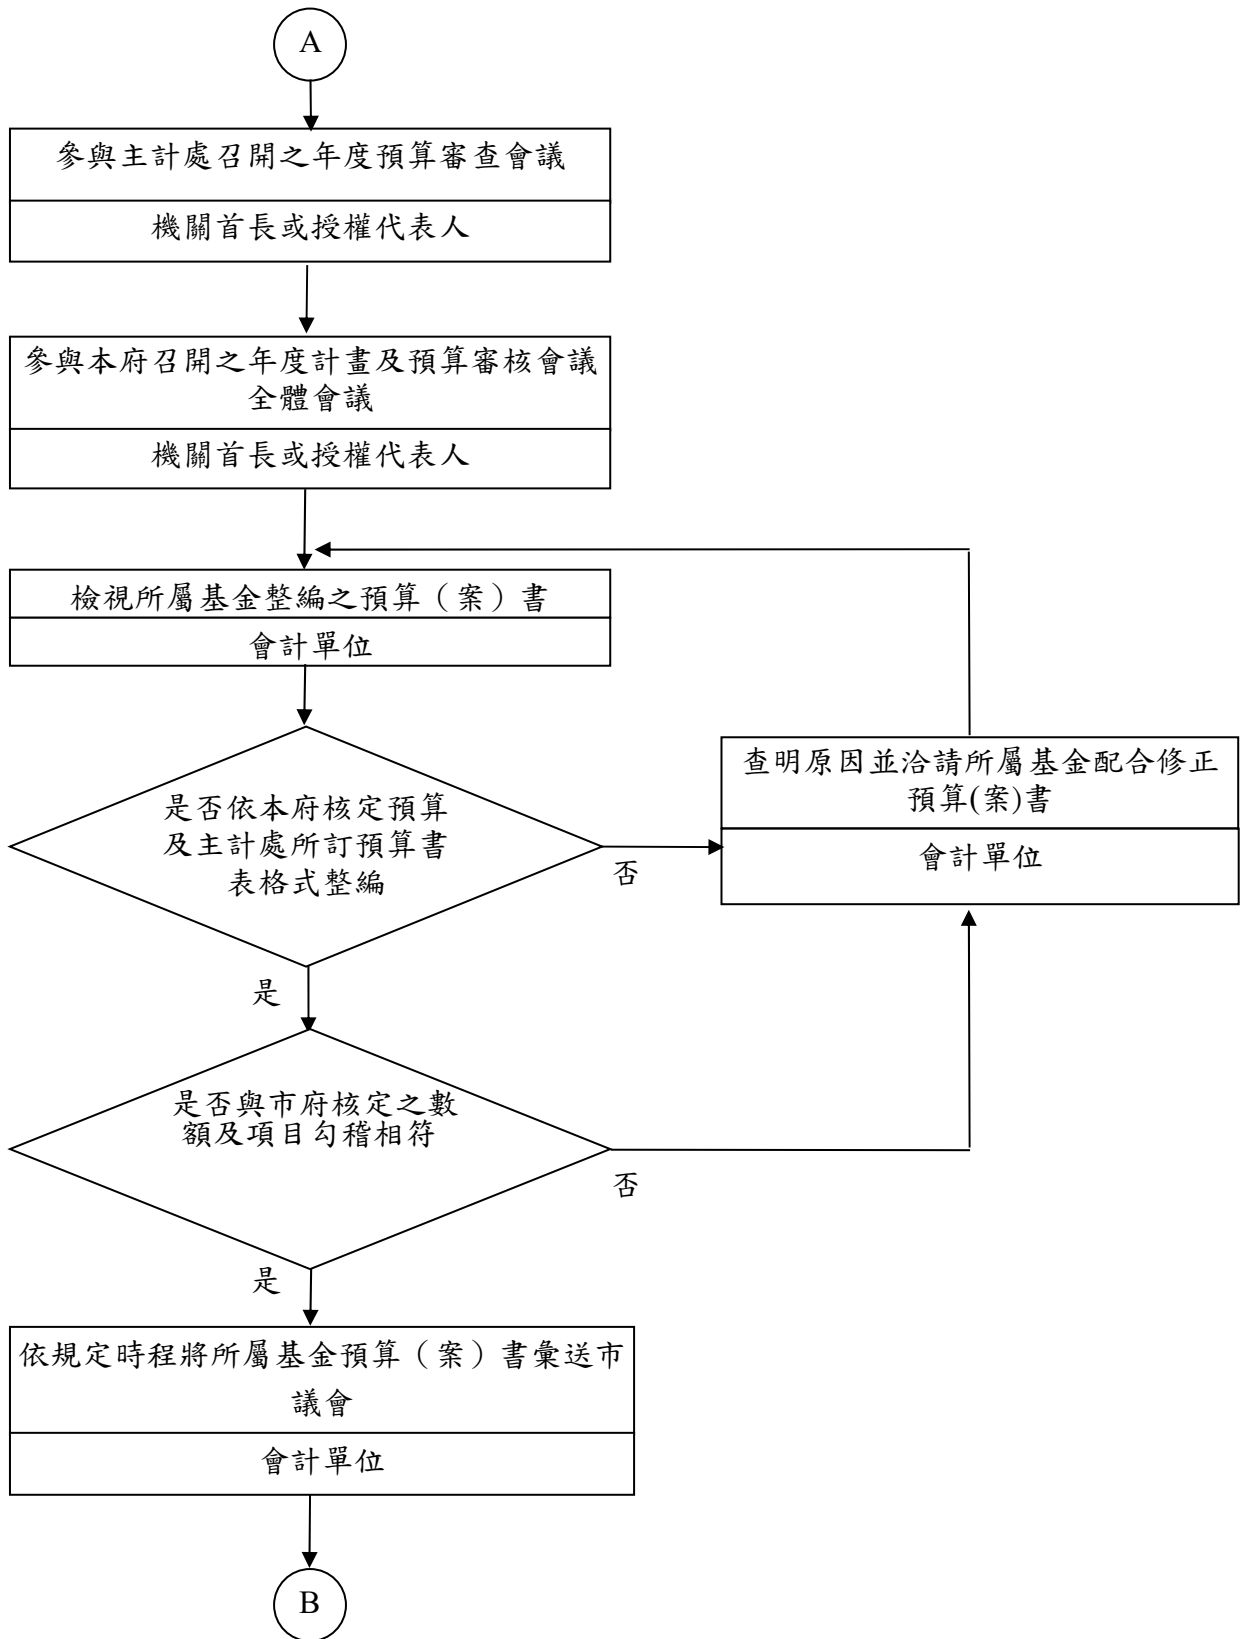 A
參與主計處召開之年度預算審查會議
機關首長或授權代表人
參與本府召開之年度計畫及預算審核會議
全體會議
機關首長或授權代表人
檢視所屬基金整編之預算（案）書
會計單位
是否依本府核定預算
及主計處所訂預算書
表格式整編
否
查明原因並洽請所屬基金配合修正
預算(案)書
會計單位
是
是否與市府核定之數
額及項目勾稽相符
否
是
依規定時程將所屬基金預算（案）書彙送市
議會
會計單位
B